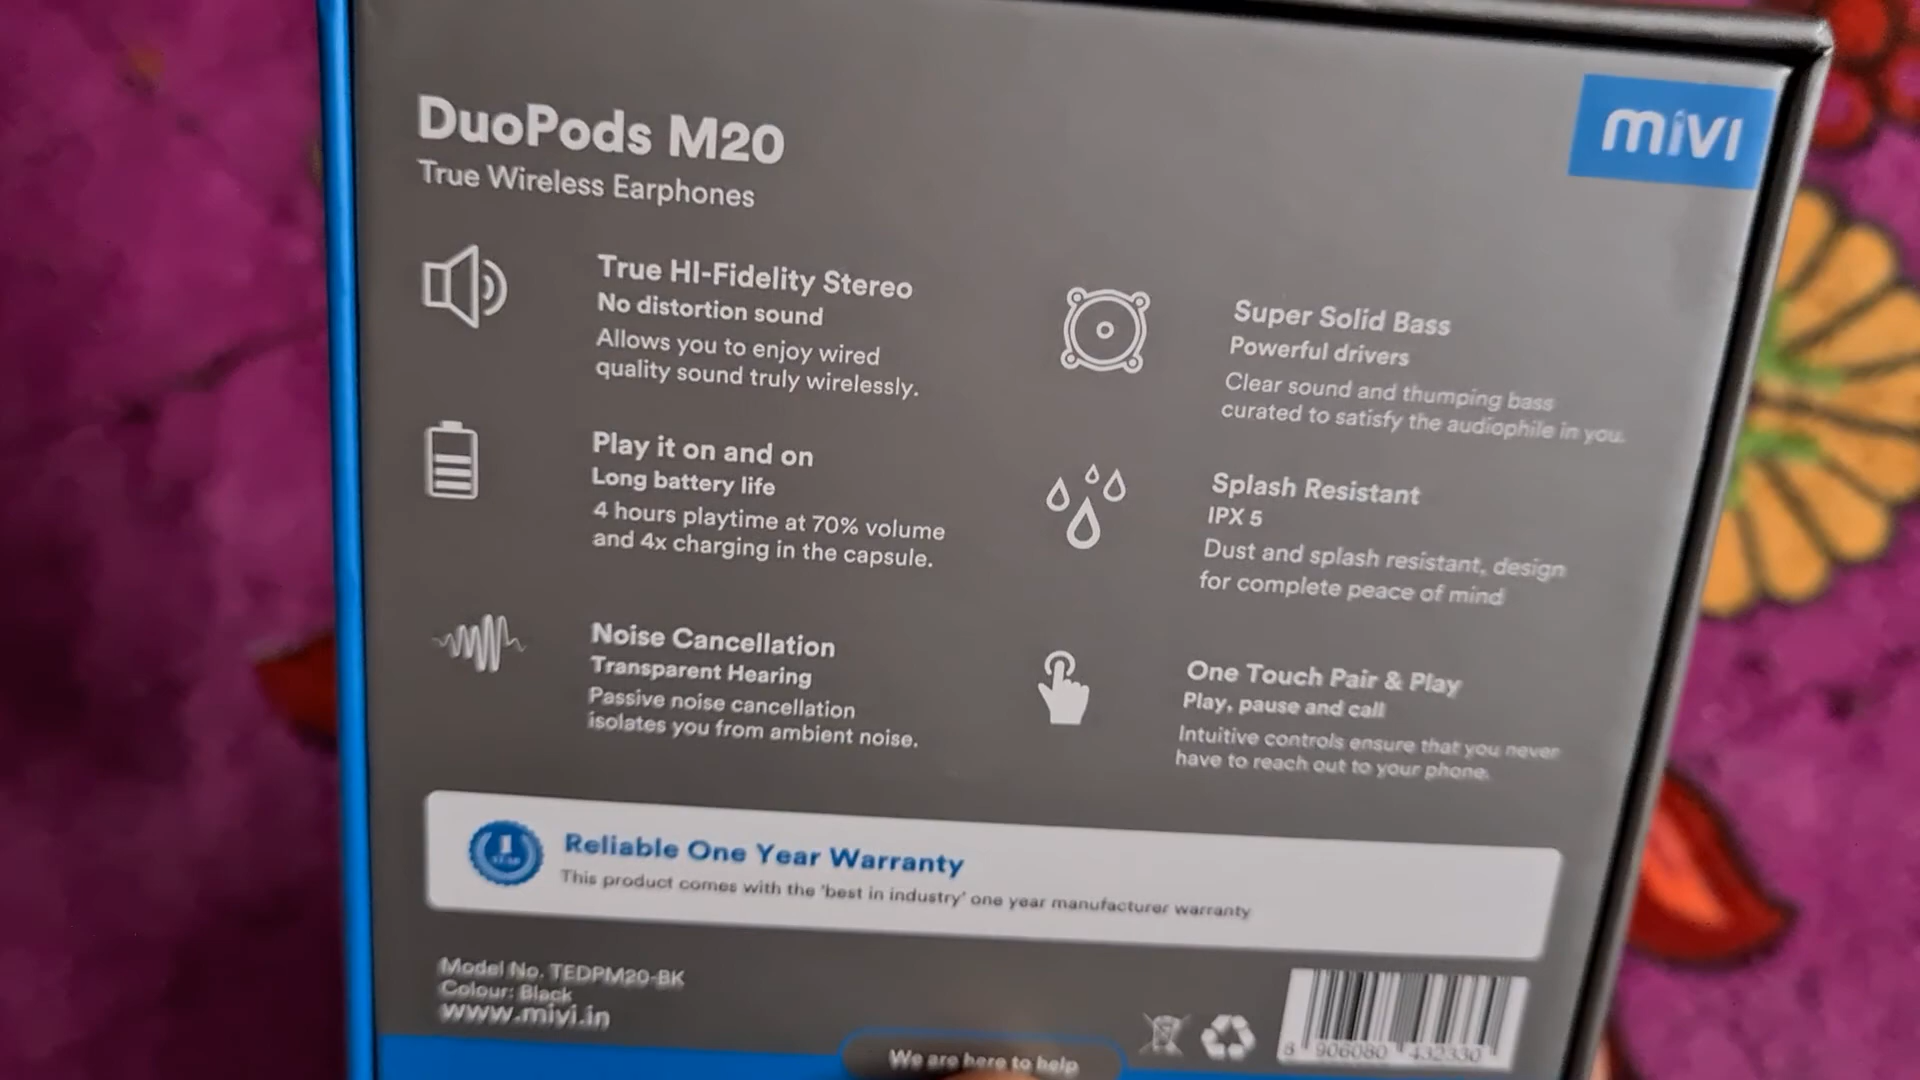 DuoPods M20
True Wireless Earphones
mivi
True HI-Fidelity Stereo
No distortion sound
Allows you to enjoy wired
quality sound truly wirelessly.
Super Solid Bass
Powerful drivers
Clear sound and thumping bass
curated to satisfy the audiophile in you.
Play it on and on
Long battery life
4 hours playtime at 70% volume
and 4x charging in the capsule.
Splash Resistant
IPX 5
Dust and splash resistant, design
for complete peace of mind
Noise Cancellation
Transparent Hearing
Passive noise cancellation
isolates you from ambient noise.
One Touch Pair & Play
Play, pause and call
Intuitive controls ensure that you never
have to reach out to your phone.
1
YEAR
Reliable One Year Warranty
This product comes with the 'best in industry' one year manufacturer warranty
Model No. TEDPM20-BK
Colour: Black
www.mivi.in
8 906080 432330
We are here to help